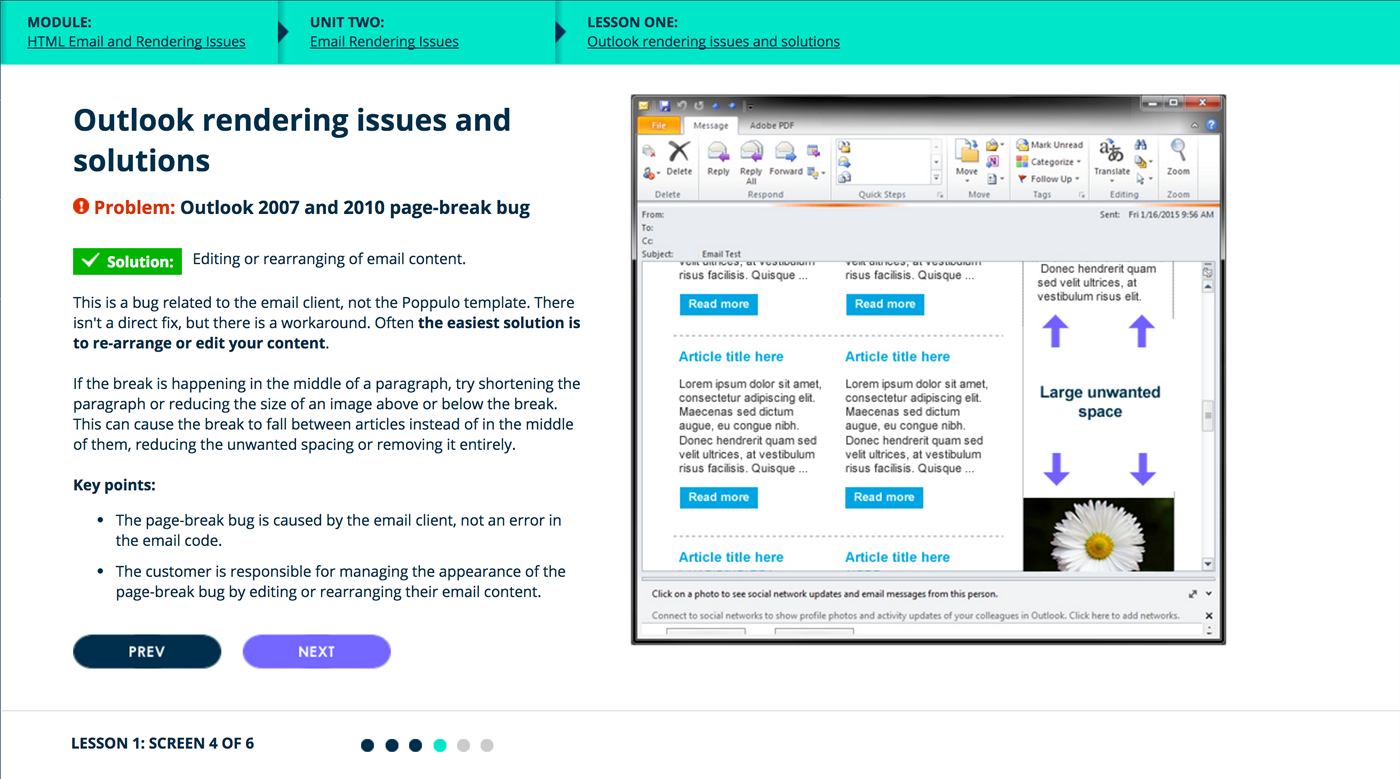 MODULE:
HTML Email and Rendering Issues
UNIT TWO:
Email Rendering Issues
LESSON ONE:
Outlook rendering issues and solutions
Outlook rendering issues and
solutions
Problem: Outlook 2007 and 2010 page-break bug
Solution: Editing or rearranging of email content.
This is a bug related to the email client, not the Poppulo template. There
isn't a direct fix, but there is a workaround. Often the easiest solution is
to re-arrange or edit your content.
If the break is happening in the middle of a paragraph, try shortening the
paragraph or reducing the size of an image above or below the break.
This can cause the break to fall between articles instead of in the middle
of them, reducing the unwanted spacing or removing it entirely.
Key points:
• The page-break bug is caused by the email client, not an error in
the email code.
• The customer is responsible for managing the appearance of the
page-break bug by editing or rearranging their email content.
PREV
NEXT
File
Message
Adobe PDF
Delete
Delete
Reply
Reply
All
Forward
Respond
Quick Steps
Move
Move
Mark Unread
Categorize
Follow Up
Tags
Translate
Editing
Zoom
Zoom
From:
Sent: Fri 1/16/2015 9:56 AM
To:
Cc:
Subject: Email Test
velit ultrices, at vestibulum
risus facilisis. Quisque ...
Read more
velit ultrices, at vestibulum
risus facilisis. Quisque ...
Read more
Article title here
Lorem ipsum dolor sit amet,
consectetur adipiscing elit.
Maecenas sed dictum
augue, eu congue nibh.
Donec hendrerit quam sed
velit ultrices, at vestibulum
risus facilisis. Quisque ...
Read more
Article title here
Lorem ipsum dolor sit amet,
consectetur adipiscing elit.
Maecenas sed dictum
augue, eu congue nibh.
Donec hendrerit quam sed
velit ultrices, at vestibulum
risus facilisis. Quisque ...
Read more
Article title here
Article title here
Donec hendrerit quam
sed velit ultrices, at
vestibulum risus elit.
Large unwanted
space
Click on a photo to see social network updates and email messages from this person.
Connect to social networks to show profile photos and activity updates of your colleagues in Outlook. Click here to add networks.
LESSON 1: SCREEN 4 OF 6